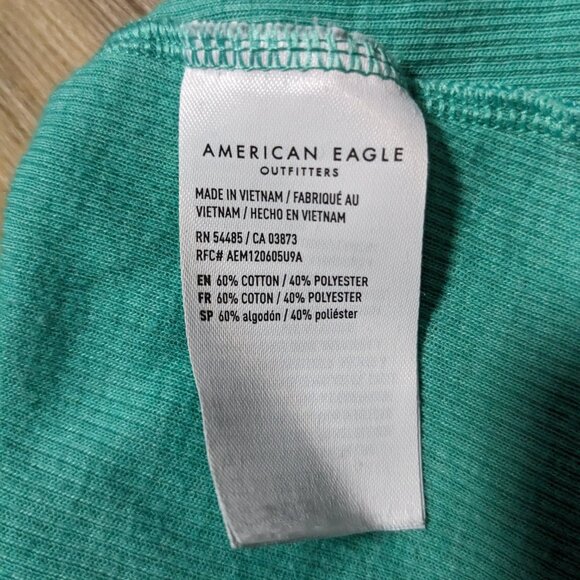 AMERICAN EAGLE
OUTFITTERS
MADE IN VIETNAM / FABRIQUÉ AU
VIETNAM / HECHO EN VIETNAM
RN 54485 / CA 03873
RFC# AEM120605U9A
EN 60% COTTON / 40% POLYESTER
FR 60% COTON / 40% POLYESTER
SP 60% algodón / 40% poliéster